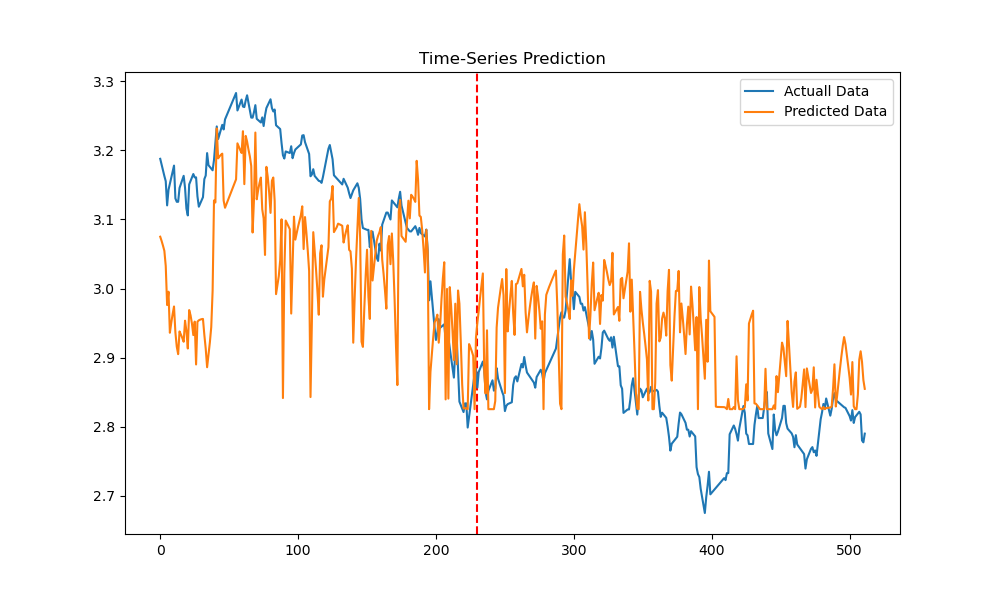 Time-Series Prediction
Actuall Data
Predicted Data
3.3
3.2
3.1
3.0
2.9
2.8
2.7
0 100 200 300 400 500